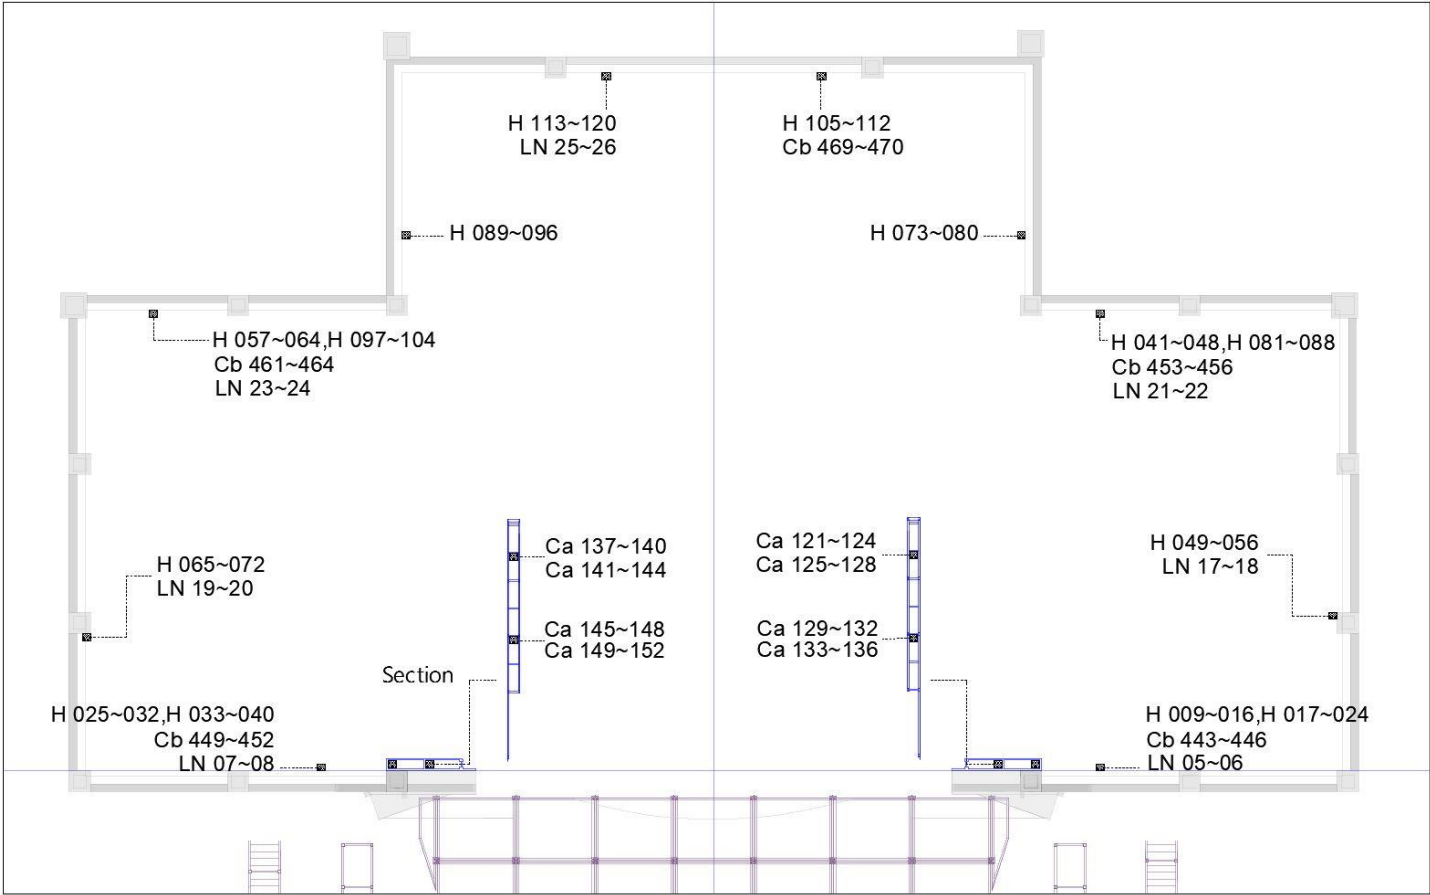 H 113~120
LN 25~26
H 105~112
Cb 469~470
H 089~096
H 073~080
H 057~064,H 097~104
Cb 461~464
LN 23~24
H 041~048,H 081~088
Cb 453~456
LN 21~22
H 065~072
LN 19~20
Ca 137~140
Ca 141~144
Ca 145~148
Ca 149~152
Ca 121~124
Ca 125~128
Ca 129~132
Ca 133~136
H 049~056
LN 17~18
Section
H 025~032,H 033~040
Cb 449~452
LN 07~08
H 009~016,H 017~024
Cb 443~446
LN 05~06